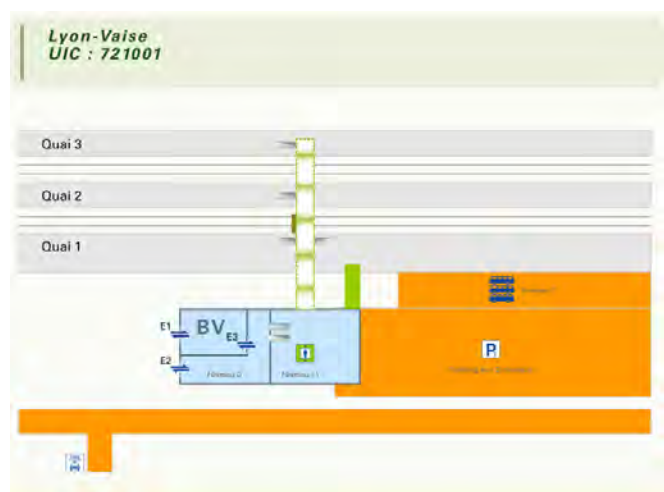 Lyon-Vaise
UIC : 721001
Quai 3
Quai 2
Quai 1
E1
BV
E3
E2
P